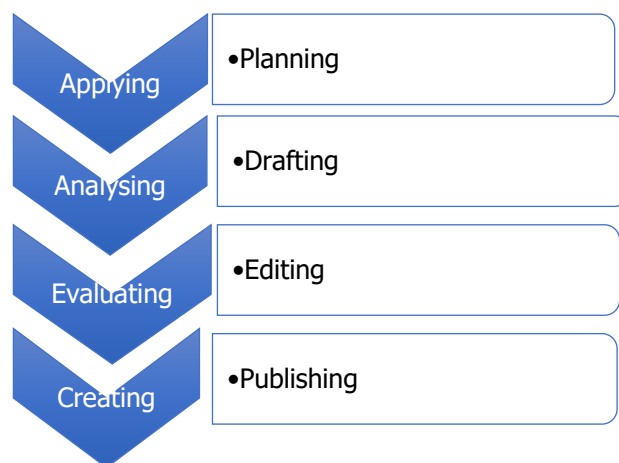 Applying
•Planning
Analysing
•Drafting
Evaluating
•Editing
Creating
•Publishing